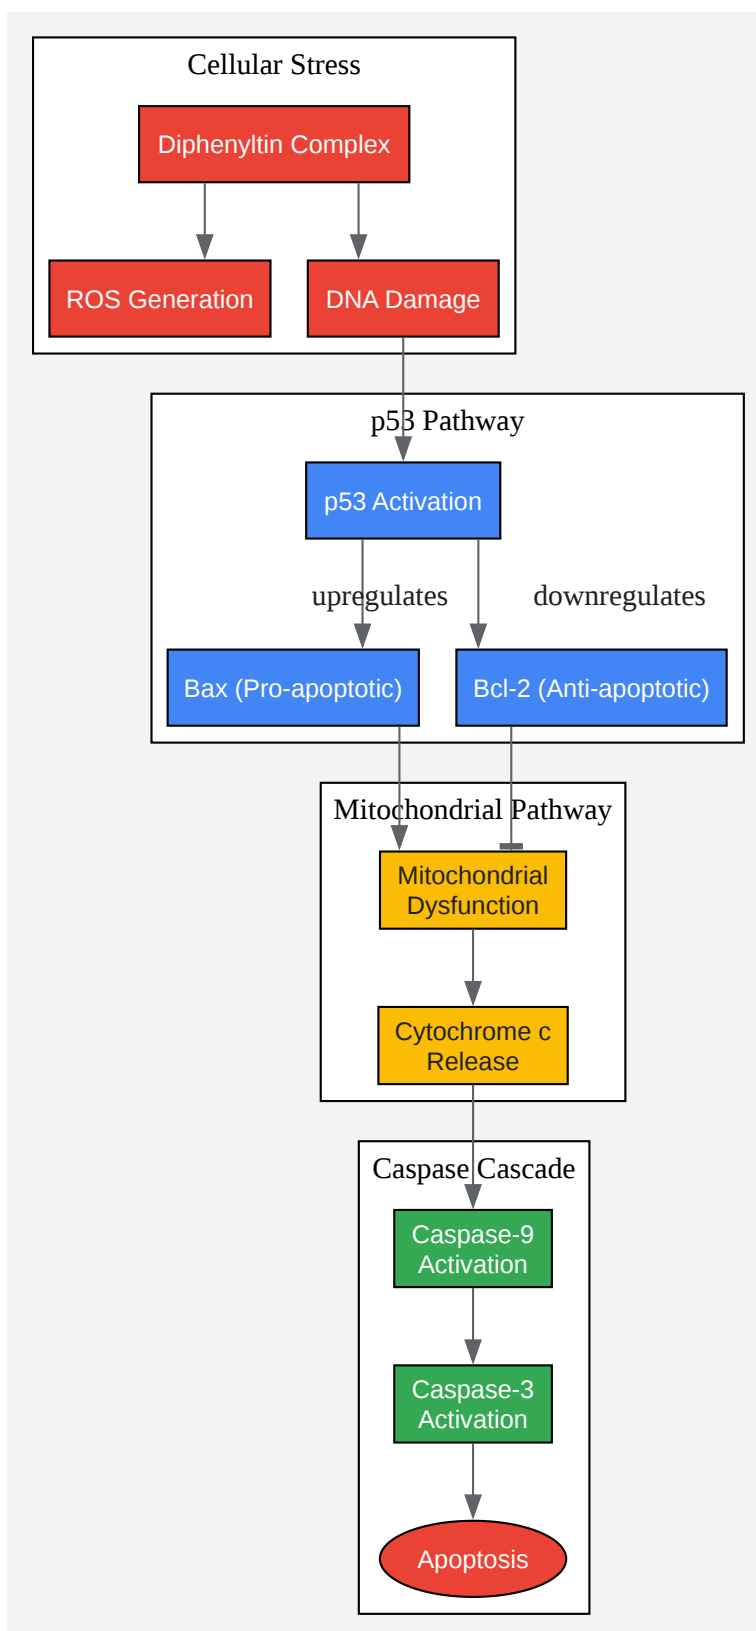 Cellular Stress
Diphenyltin Complex
ROS Generation
DNA Damage
p53 Pathway
p53 Activation
upregulates
downregulates
Bax (Pro-apoptotic)
Bcl-2 (Anti-apoptotic)
Mitochondrial Pathway
Mitochondrial
Dysfunction
Cytochrome c
Release
Caspase Cascade
Caspase-9
Activation
Caspase-3
Activation
Apoptosis